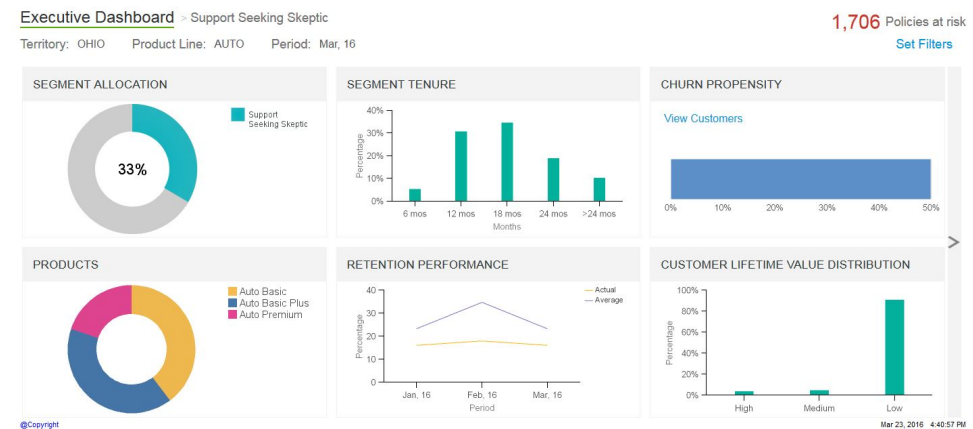 Executive Dashboard > Support Seeking Skeptic
1,706 Policies at risk
Territory: OHIO Product Line: AUTO Period: Mar, 16
Set Filters
SEGMENT ALLOCATION
33%
Support
Seeking Skeptic
SEGMENT TENURE
40%
30%
20%
10%
0%
Percentage
6 mos 12 mos 18 mos 24 mos >24 mos
Months
CHURN PROPENSITY
View Customers
0% 10% 20% 30% 40% 50%
>
PRODUCTS
Auto Basic
Auto Basic Plus
Auto Premium
RETENTION PERFORMANCE
40
30
20
10
0
Percentage
Actual
Average
Jan, 16 Feb, 16 Mar, 16
Period
CUSTOMER LIFETIME VALUE DISTRIBUTION
100%
80%
60%
40%
20%
0%
Percentage
High Medium Low
@Copyright
Mar 23, 2016 4:40:57 PM